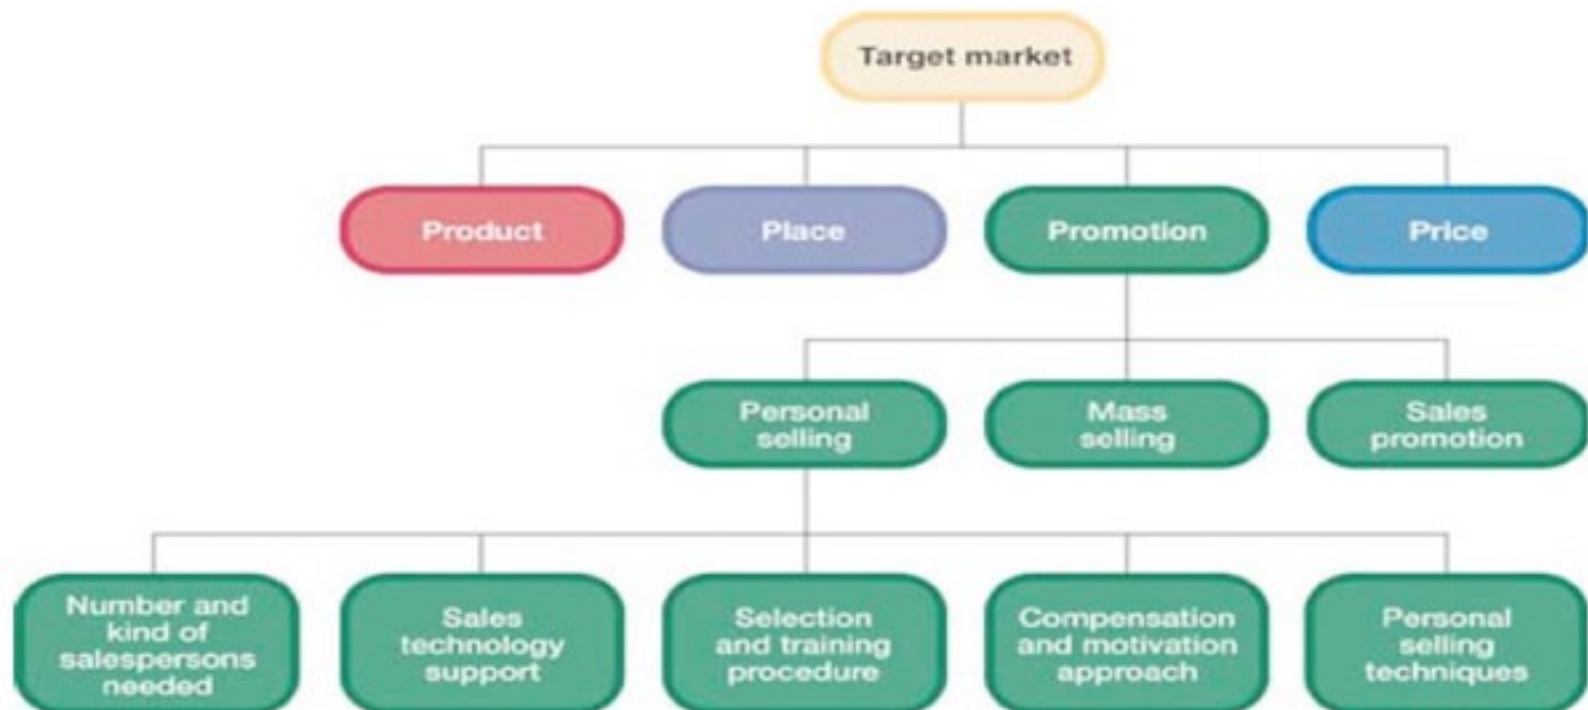 Target market
Product
Place
Promotion
Price
Personal
selling
Mass
selling
Sales
promotion
Number and
kind of
salespersons
needed
Sales
technology
support
Selection
and training
procedure
Compensation
and motivation
approach
Personal
selling
techniques